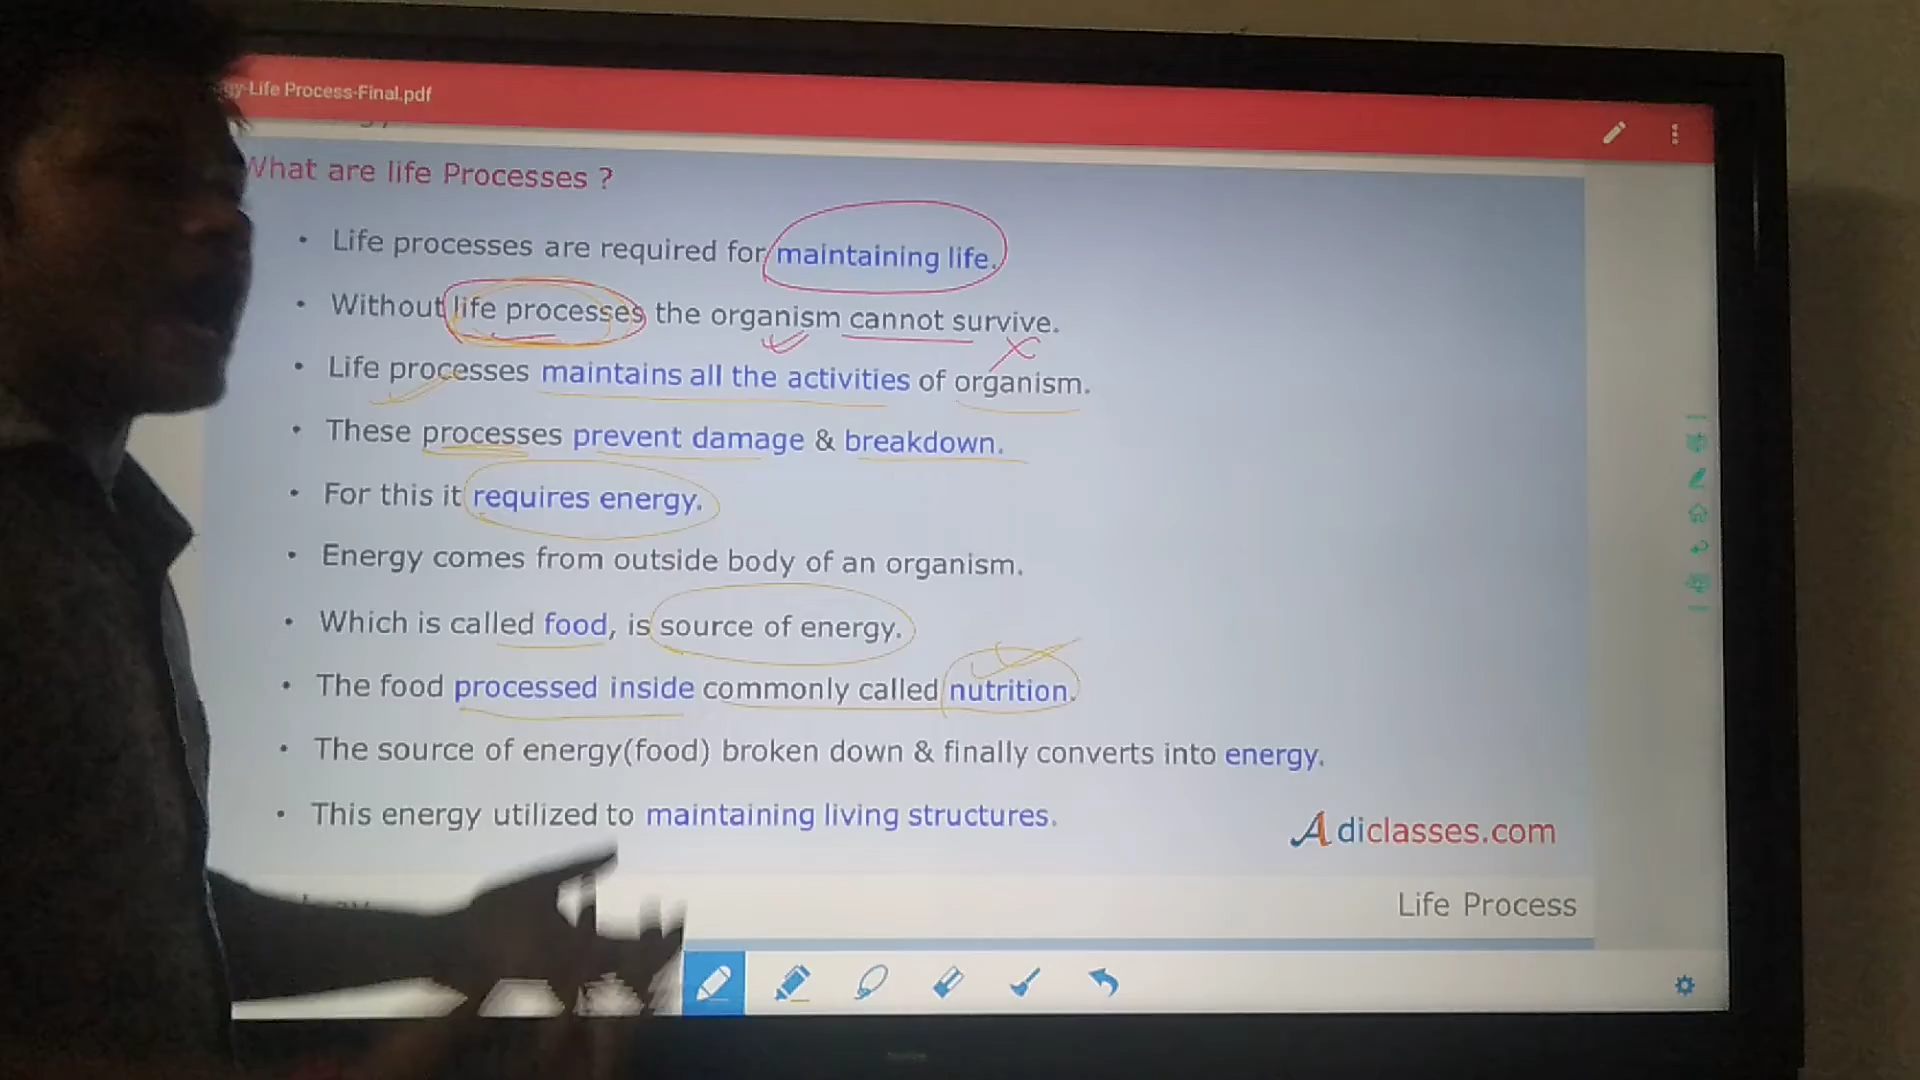 Life Process-Final.pdf
What are life Processes ?
• Life processes are required for maintaining life.
• Without life processes the organism cannot survive.
• Life processes maintains all the activities of organism.
• These processes prevent damage & breakdown.
• For this it requires energy.
• Energy comes from outside body of an organism.
• Which is called food, is source of energy.
• The food processed inside commonly called nutrition.
• The source of energy(food) broken down & finally converts into energy.
• This energy utilized to maintaining living structures.
Adiclasses.com
Life Process